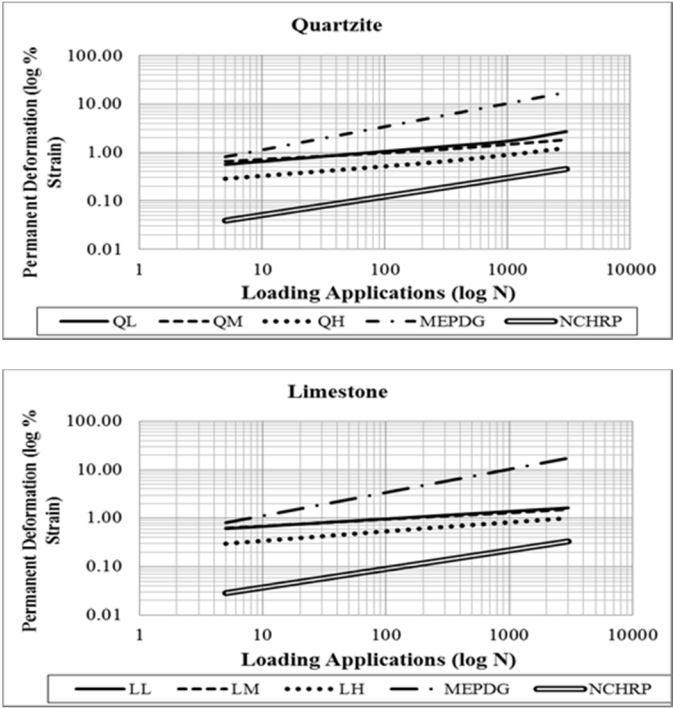 Quartzite
Permanent Deformation (log %
Strain)
100.00
10.00
1.00
0.10
0.01
1 10 100 1000 10000
Loading Applications (log N)
QL QM QH MEPDG NCHRP
Limestone
Permanent Deformation (log %
Strain)
100.00
10.00
1.00
0.10
0.01
1 10 100 1000 10000
Loading Applications (log N)
LL LM LH MEPDG NCHRP